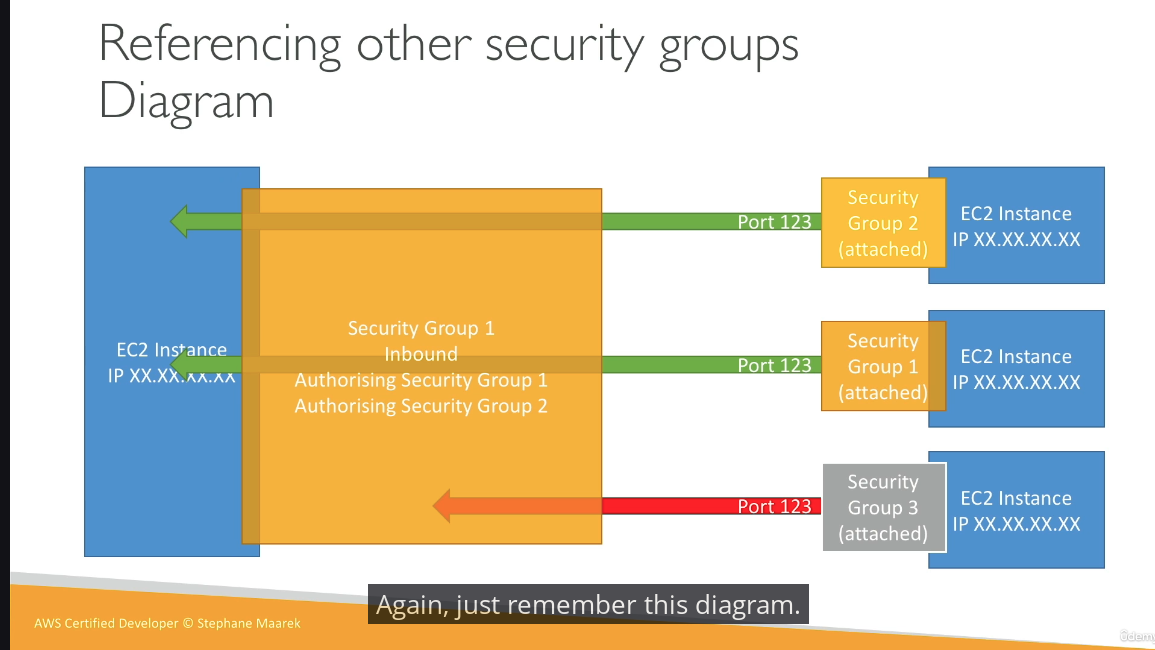 Referencing other security groups
Diagram
EC2 Instance
IP XX.XX.XX.XX
Security Group 1
Inbound
Authorising Security Group 1
Authorising Security Group 2
Port 123
Security
Group 2
(attached)
EC2 Instance
IP XX.XX.XX.XX
Port 123
Security
Group 1
(attached)
EC2 Instance
IP XX.XX.XX.XX
Port 123
Security
Group 3
(attached)
EC2 Instance
IP XX.XX.XX.XX
Again, just remember this diagram.
AWS Certified Developer © Stephane Maarek
ûdemy